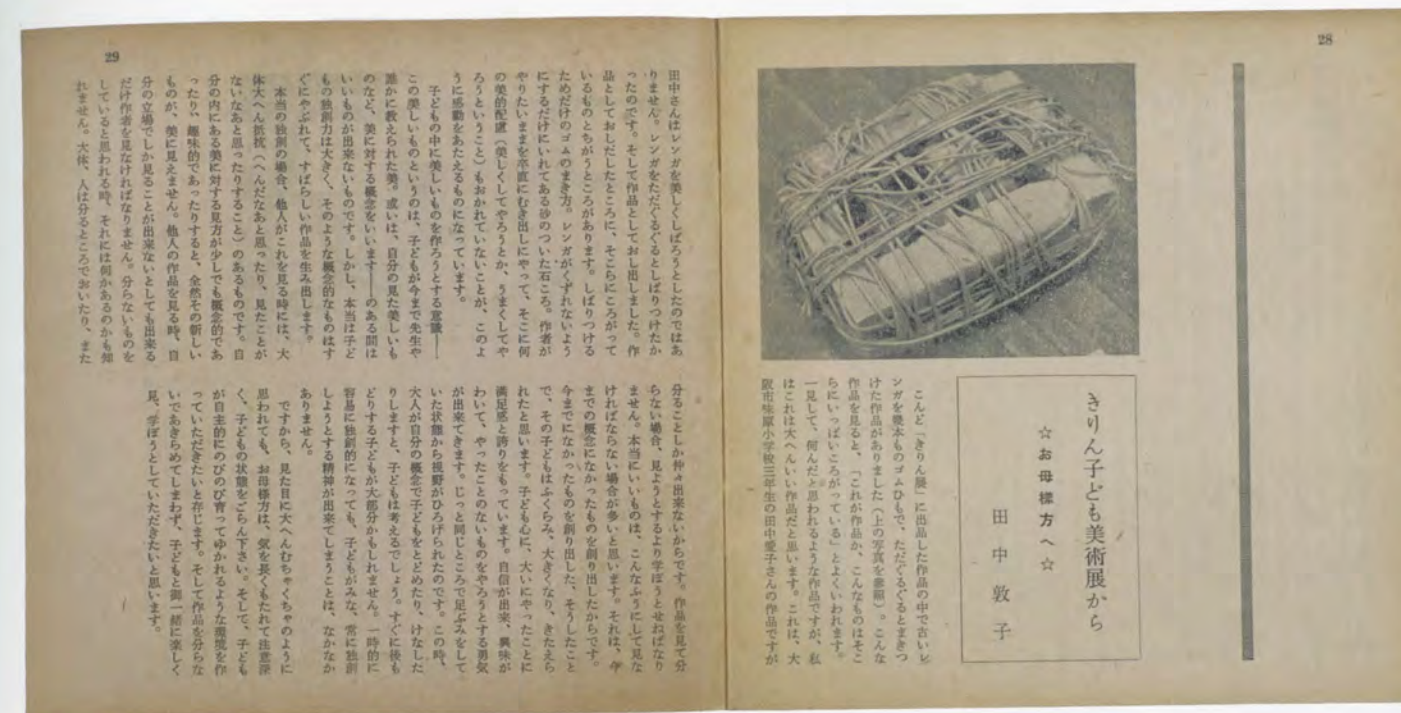 28
きりん子ども美術展から
☆お母様方へ☆
田中敦子
こんど「きりん展」に出品した作品の中で古いレ
ンガを幾本ものゴムひもで、ただぐるぐるとまきつ
けた作品がありました(上の写真を参照)。こんな
作品を見ると、「これが作品か、こんなものはそこ
らにいっぱいころがっている」とよくいわれます。
一見して、何んだと思われるような作品ですが、私
はこれは大へんいい作品だと思います。これは、大
阪市味原小学校三年生の田中愛子さんの作品ですが
29
田中さんはレンガを美しくしばろうとしたのではあ
りません。レンガをただぐるぐるとしばりつけたか
ったのです。そして作品としておし出しました。作
品としておしだしたところに、そこらにころがって
いるものとちがうところがあります。しばりつける
ためだけのゴムのまき方。レンガがくずれないよう
にするだけにいれてある砂のついた石ころ。作者が
やりたいままを卒直にむき出しにやって、そこに何
の美的配慮(美しくしてやろうとか、うまくしてや
ろうということ)もおかれていないことが、このよ
うに感動をあたえるものになっています。
子どもの中に美しいものを作ろうとする意識――
この美しいものというのは、子どもが今まで先生や
誰かに教えられた美。或いは、自分の見た美しいも
のなど、美に対する概念をいいます――のある間は
いいものが出来ないものです。しかし、本当は子ど
もの独創力は大きく、そのような概念的なものはす
ぐにやぶれて、すばらしい作品を生み出します。
本当の独創の場合、他人がこれを見る時には、大
体大へん抵抗(へんだなあと思ったり、見たことが
ないなあと思ったりすること)のあるものです。自
分の内にある美に対する見方が少しでも概念的であ
ったり、趣味的であったりすると、全然その新しい
ものが、美に見えません。他人の作品を見る時、自
分の立場でしか見ることが出来ないとしても出来る
だけ作者を見なければなりません。分らないものを
していると思われる時、それには何かあるのかも知
れません。大体、人は分るところでおいたり、また
分ることしか仲々出来ないからです。作品を見て分
らない場合、見ようとするより学ぼうとせねばなり
ません。本当にいいものは、こんなふうにして見な
ければならない場合が多いと思います。それは、今
までの概念になかったものを創り出したからです。
今までになかったものを創り出した、そうしたこと
で、その子どもはふくらみ、大きくなり、きたえら
れたと思います。子ども心に、大いにやったことに
満足感と誇りをもっています。自信が出来、興味が
わいて、やったことのないものをやろうとする勇気
が出来てきます。じっと同じところで足ぶみをして
いた状態から視野がひろげられたのです。この時、
大人が自分の概念で子どもをとどめたり、けなした
りしますと、子どもは考えるでしょう。すぐに後も
どりする子どもが大部分かもしれません。一時的に
容易に独創的になっても、子どもがみな、常に独創
しようとする精神が出来てしまうことは、なかなか
ありません。
ですから、見た目に大へんむちゃくちゃのように
思われても、お母様方は、気を長くもたれて注意深
く、子どもの状態をごらん下さい。そして、子ども
が自主的にのびのび育ってゆかれるような環境を作
っていただきたいと存じます。そして作品を分らな
いであきらめてしまわず、子どもと御一緒に楽しく
見、学ぼうとしていただきたいと思います。